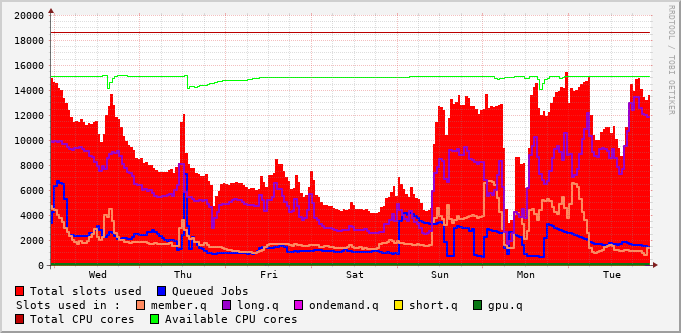 RRDTOOL / TOBI OETIKER
20000
18000
16000
14000
12000
10000
8000
6000
4000
2000
0
Wed Thu Fri Sat Sun Mon Tue
Total slots used Queued Jobs
Slots used in : member.q long.q ondemand.q short.q gpu.q
Total CPU cores Available CPU cores